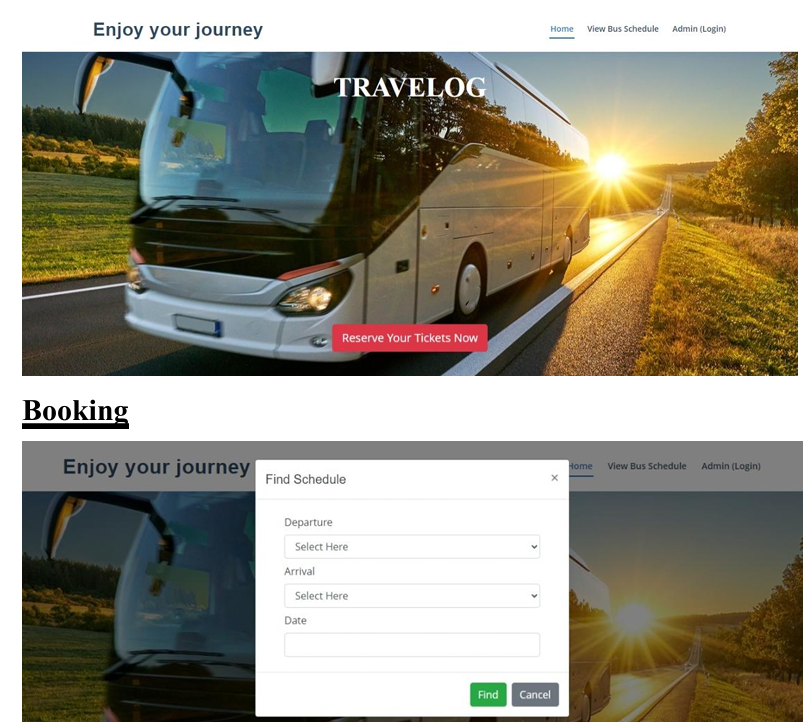 Enjoy your journey
Home View Bus Schedule Admin (Login)
TRAVELOG
Reserve Your Tickets Now
Booking
Enjoy your journey
Home View Bus Schedule Admin (Login)
Find Schedule ×
Departure
Select Here
Arrival
Select Here
Date
Find Cancel